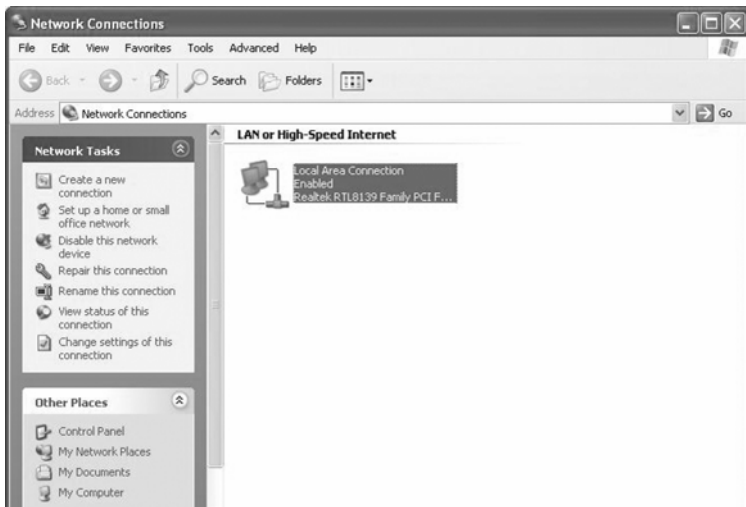 Network Connections
File Edit View Favorites Tools Advanced Help
Back Search Folders
Address Network Connections Go
Network Tasks
Create a new
connection
Set up a home or small
office network
Disable this network
device
Repair this connection
Rename this connection
View status of this
connection
Change settings of this
connection
Other Places
Control Panel
My Network Places
My Documents
My Computer
LAN or High-Speed Internet
Local Area Connection
Enabled
Realtek RTL8139 Family PCI F...